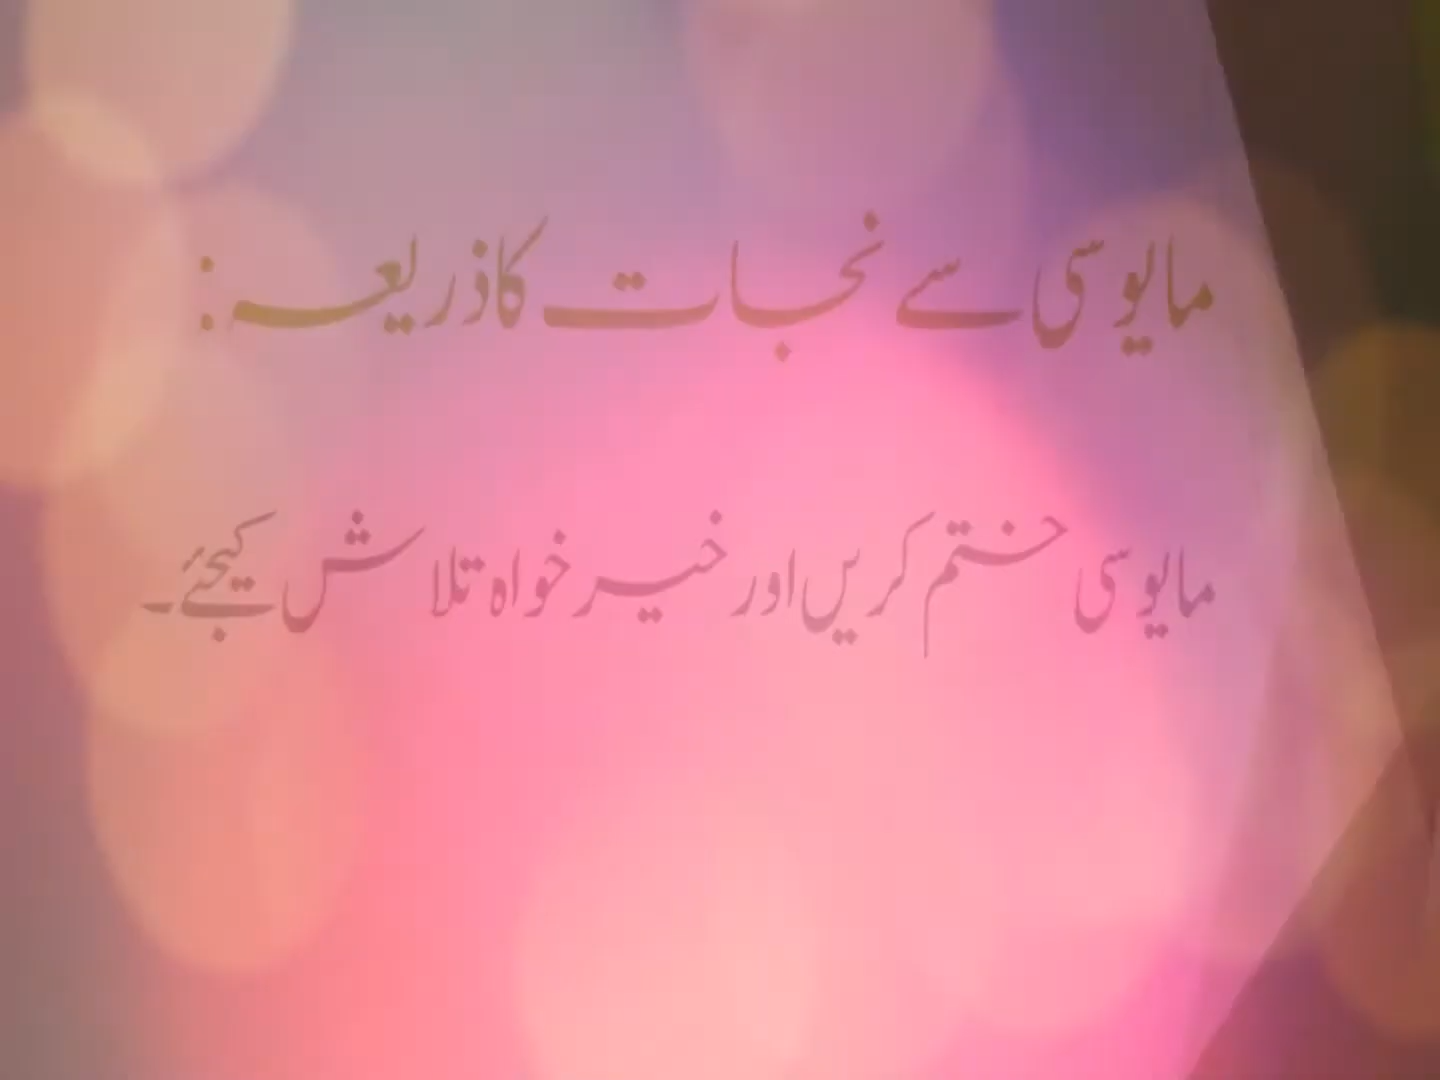 مایوسی سے نجات کا ذریعہ:
مایوسی ختم کریں اور خیر خواہ تلاش کیجئے۔